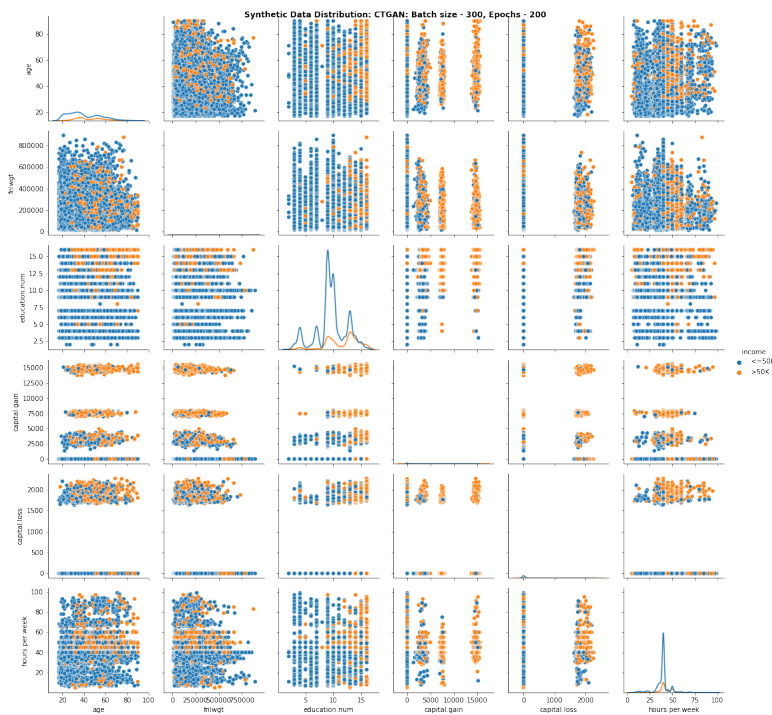 Synthetic Data Distribution: CTGAN: Batch size - 300, Epochs - 200
80
60
40
20
age
800000
600000
400000
200000
0
fnlwgt
15.0
12.5
10.0
7.5
5.0
2.5
education.num
15000
12500
10000
7500
5000
2500
0
capital.gain
income
<=50K
>50K
2000
1500
1000
500
0
capital.loss
100
80
60
40
20
hours.per.week
20 40 60 80 100
0 250000 500000 750000
5 10 15
0 5000 10000 15000
0 1000 2000
0 25 50 75 100
age fnlwgt education.num capital.gain capital.loss hours.per.week